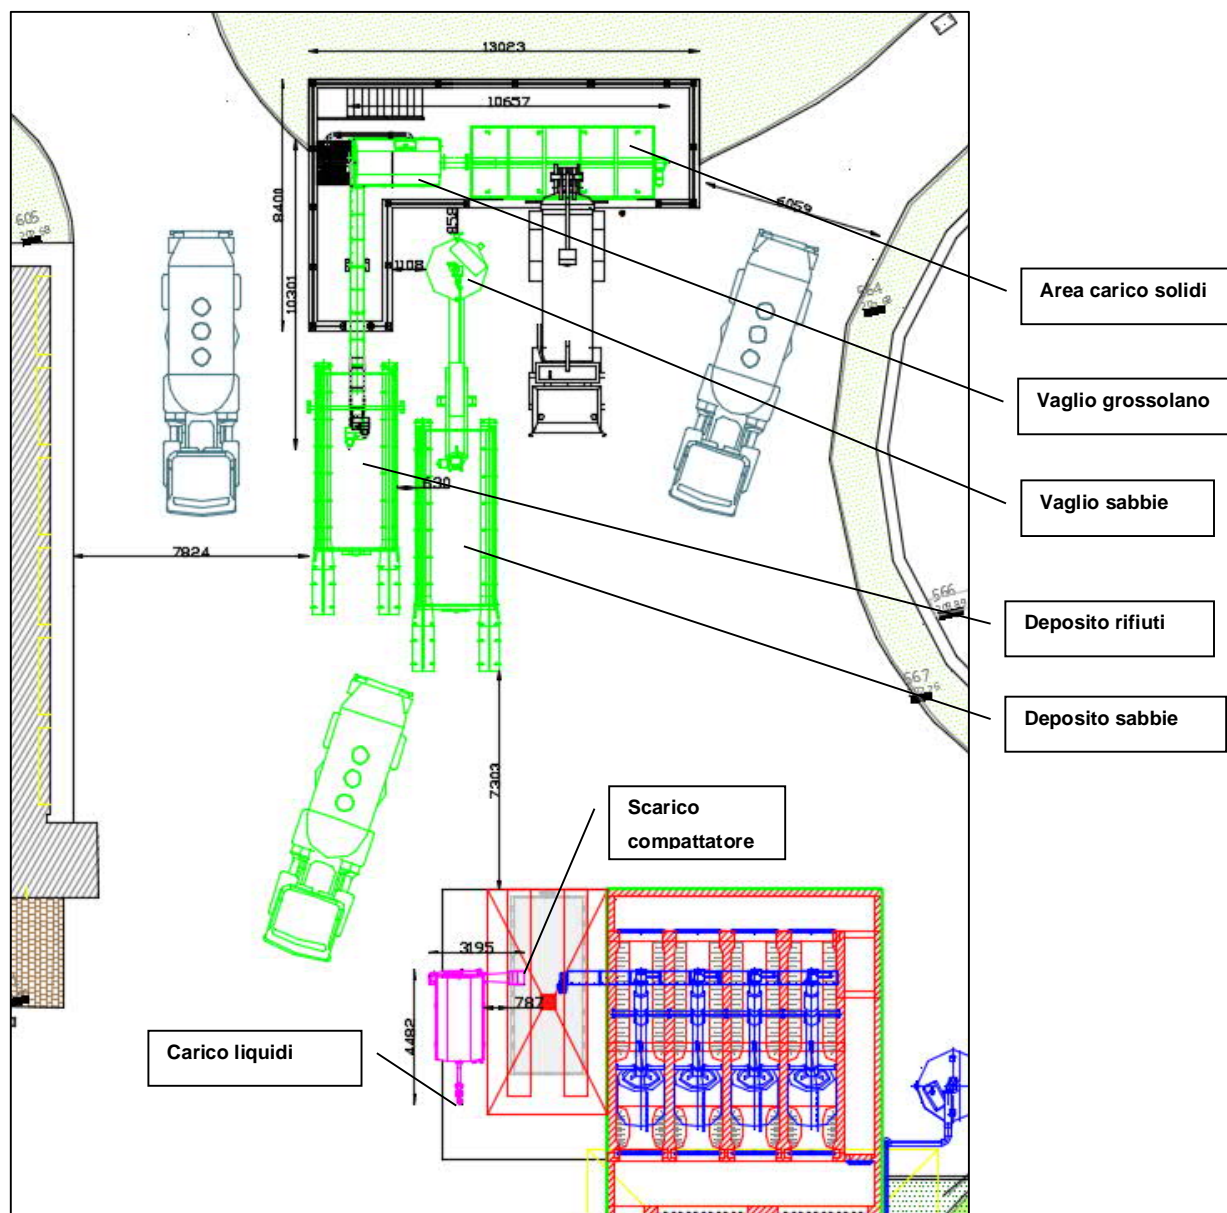 13023
10657
8400
10301
858
1108
6059
605
664
Area carico solidi
Vaglio grossolano
Vaglio sabbie
630
7824
666
Deposito rifiuti
667
Deposito sabbie
7303
Scarico
compattatore
3195
787
4482
Carico liquidi